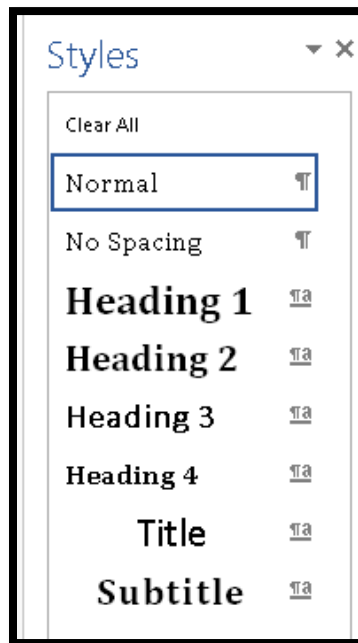 Styles
Clear All
Normal ¶
No Spacing ¶
Heading 1 ¶a
Heading 2 ¶a
Heading 3 ¶a
Heading 4 ¶a
Title ¶a
Subtitle ¶a